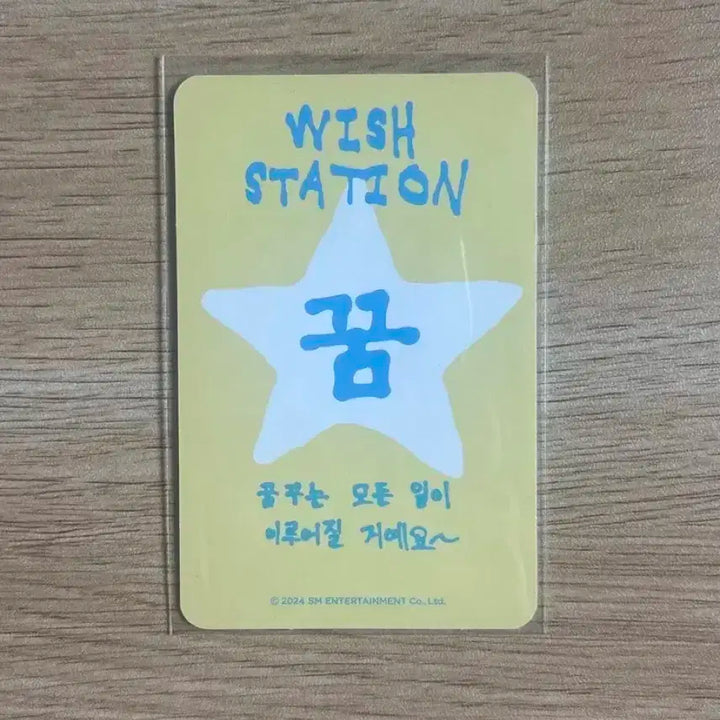 WISH
STATION
꿈
꿈꾸는 모든 일이
이루어질 거예요~
© 2024 SM ENTERTAINMENT Co., Ltd.